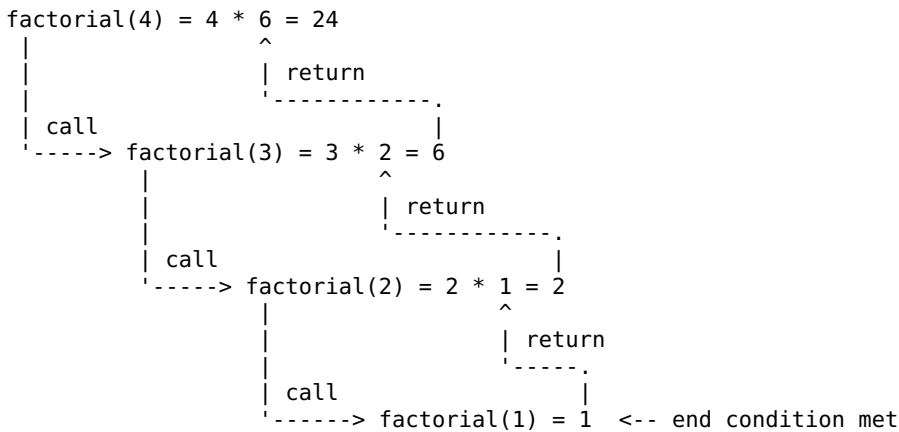 factorial(4) = 4 * 6 = 24
 |                   ^
 |                   | return
 |                   '-------------.
 | call                            |
 '-----> factorial(3) = 3 * 2 = 6
           |                   ^
           |                   | return
           |                   '------------.
           | call                           |
           '-----> factorial(2) = 2 * 1 = 2
                     |                   ^
                     |                   | return
                     |                   '-----.
                     | call                    |
                     '------> factorial(1) = 1  <-- end condition met